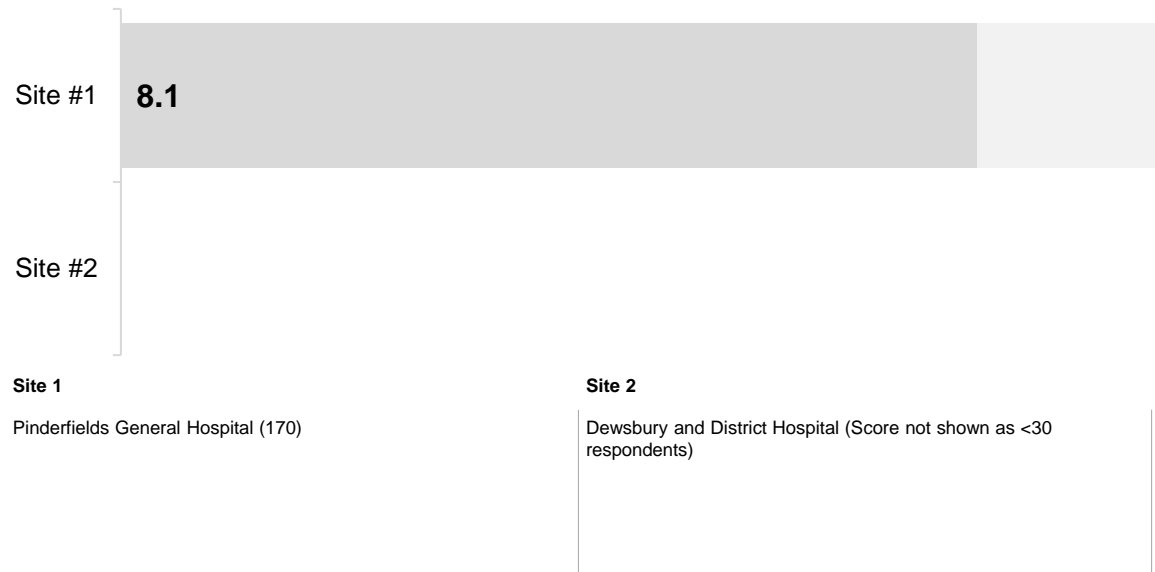 Site #1
8.1
Site #2
Site 1
Pinderfields General Hospital (170)
Site 2
Dewsbury and District Hospital (Score not shown as <30
respondents)